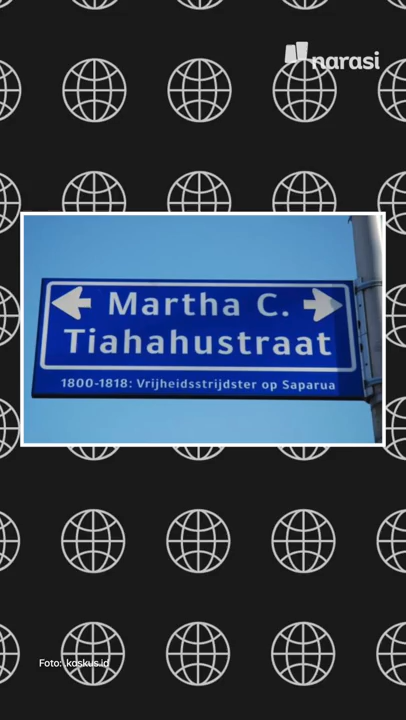 narasi
Martha C.
Tiahahustraat
1800-1818: Vrijheidsstrijdster op Saparua
Foto: kaskus.id